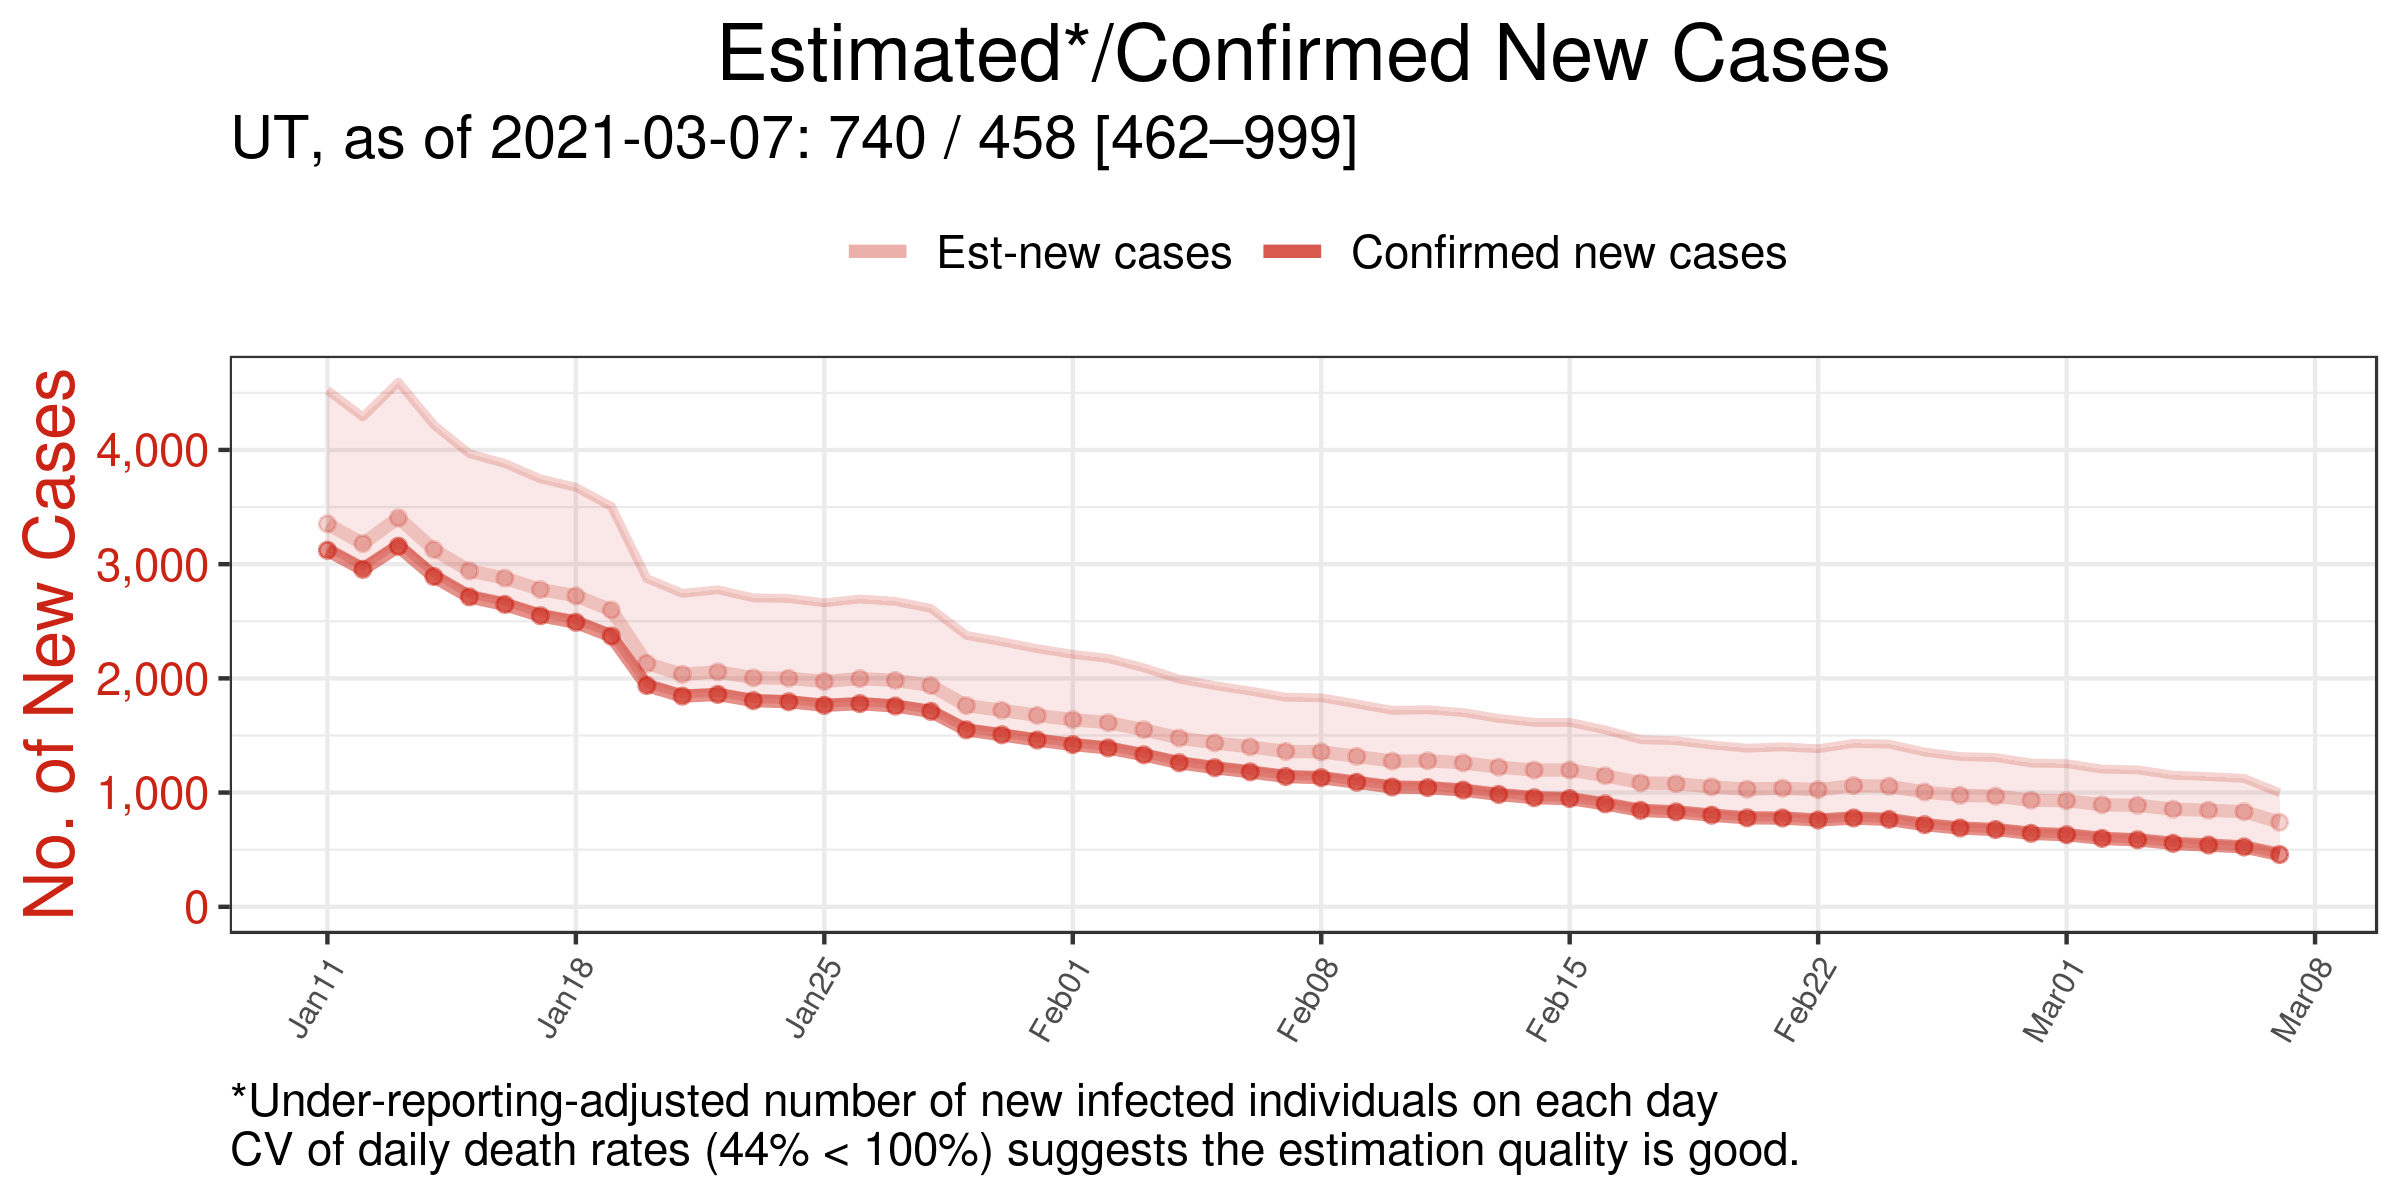 Estimated*/Confirmed New Cases
UT, as of 2021-03-07: 740 / 458 [462–999]
Est-new cases
Confirmed new cases
No. of New Cases
4,000
3,000
2,000
1,000
0
Jan11
Jan18
Jan25
Feb01
Feb08
Feb15
Feb22
Mar01
Mar08
*Under-reporting-adjusted number of new infected individuals on each day
CV of daily death rates (44% < 100%) suggests the estimation quality is good.